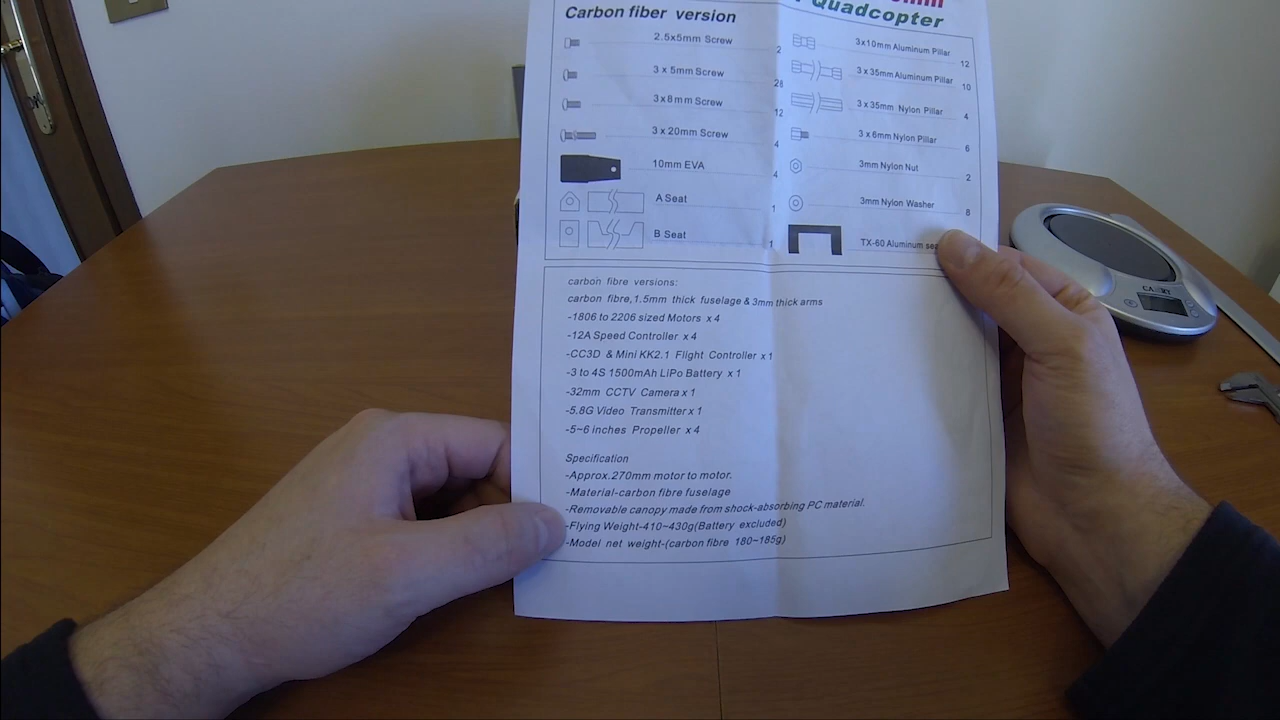 Quadcopter
Carbon fiber version
2.5x5mm Screw 2
3 x 5mm Screw 28
3x8mm Screw 12
3 x 20mm Screw 4
10mm EVA 4
A Seat 1
B Seat 1
3x10mm Aluminum Pillar 12
3 x 35mm Aluminum Pillar 10
3 x 35mm Nylon Pillar 4
3 x 6mm Nylon Pillar 6
3mm Nylon Nut 2
3mm Nylon Washer 8
TX-60 Aluminum
carbon fibre versions:
carbon fibre,1.5mm thick fuselage & 3mm thick arms
-1806 to 2206 sized Motors x 4
-12A Speed Controller x 4
-CC3D & Mini KK2.1 Flight Controller x 1
-3 to 4S 1500mAh LiPo Battery x 1
-32mm CCTV Camera x 1
-5.8G Video Transmitter x 1
-5~6 inches Propeller x 4
Specification
-Approx.270mm motor to motor.
-Material-carbon fibre fuselage
-Removable canopy made from shock-absorbing PC material.
-Flying Weight-410~430g(Battery excluded)
-Model net weight-(carbon fibre 180~185g)
CAMRY